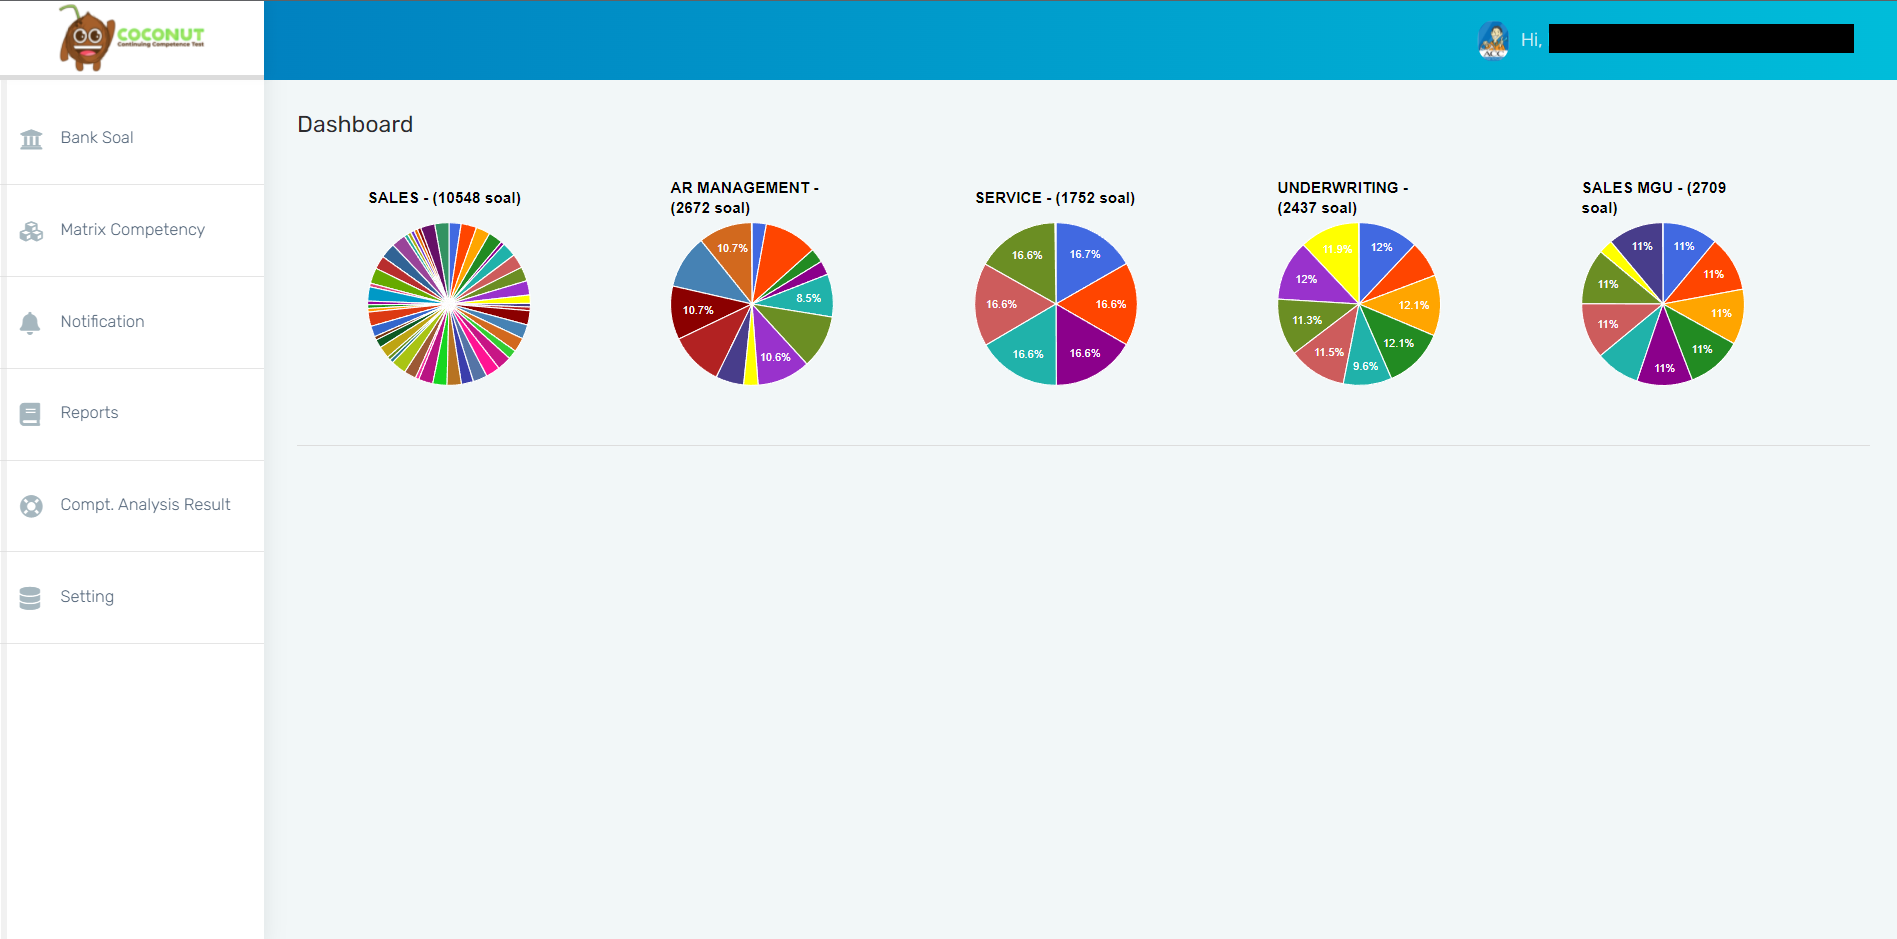 COCONUT
Continuing Competence Test
ACC
Hi,
Bank Soal
Matrix Competency
Notification
Reports
Compt. Analysis Result
Setting
Dashboard
SALES - (10548 soal)
AR MANAGEMENT -
(2672 soal)
10.7%
8.5%
10.7%
10.6%
SERVICE - (1752 soal)
16.6%
16.7%
16.6%
16.6%
16.6%
16.6%
UNDERWRITING -
(2437 soal)
11.9%
12%
12%
12.1%
11.3%
12.1%
11.5%
9.6%
SALES MGU - (2709
soal)
11%
11%
11%
11%
11%
11%
11%
11%